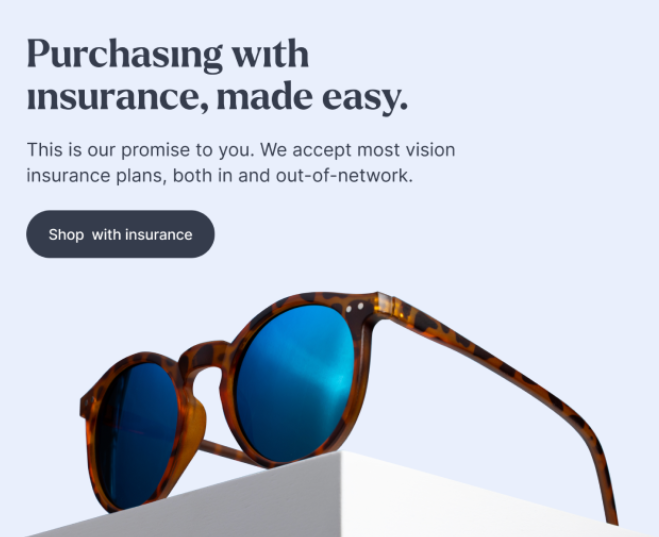 Purchasing with
insurance, made easy.
This is our promise to you. We accept most vision
insurance plans, both in and out-of-network.
Shop with insurance